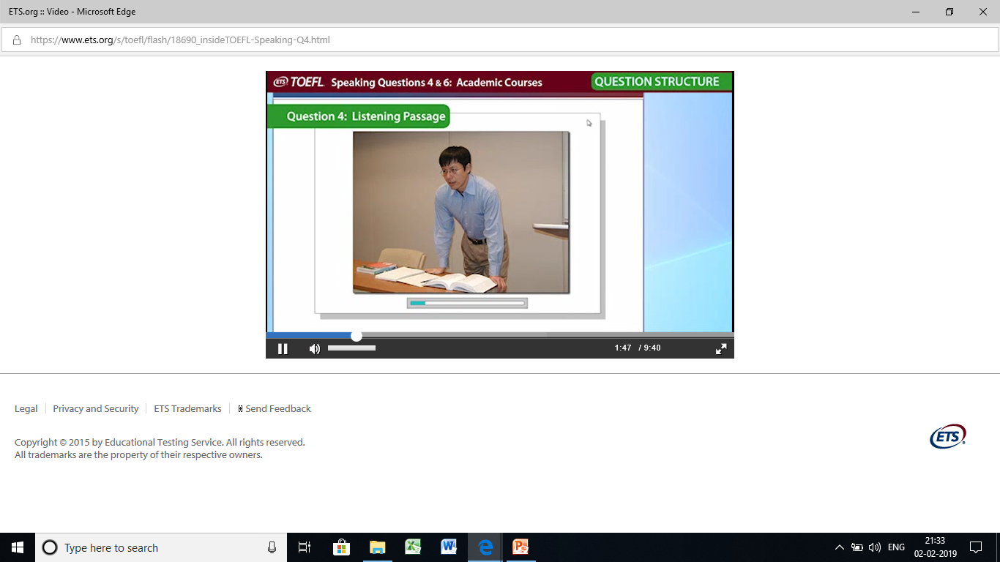 ETS.org :: Video - Microsoft Edge
https://www.ets.org/s/toefl/flash/18690_insideTOEFL-Speaking-Q4.html
ETS TOEFL Speaking Questions 4 & 6: Academic Courses QUESTION STRUCTURE
Question 4: Listening Passage
1:47 / 9:40
Legal Privacy and Security ETS Trademarks Send Feedback
Copyright © 2015 by Educational Testing Service. All rights reserved.
All trademarks are the property of their respective owners.
ETS®
Type here to search
ENG
21:33
02-02-2019